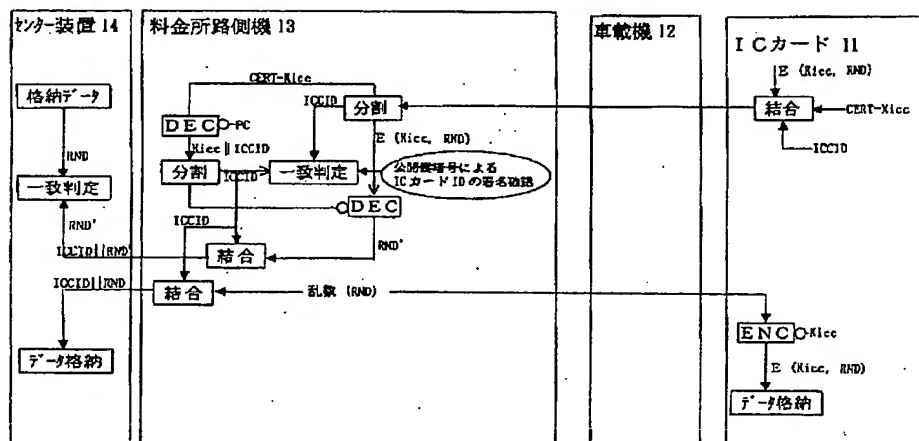 センター装置 14
料金所路側機 13
車載機 12
ICカード 11
格納データ
RND
一致判定
RND'
ICCID||RND'
ICCID||RND
データ格納
CERT-Kicc
DEC
PC
Kicc||ICCID
分割
ICCID
ICCID
分割
E (Kicc, RND)
一致判定
公開鍵暗号による
ICカードIDの署名確認
DEC
ICCID
RND'
結合
結合
乱数 (RND)
E (Kicc, RND)
結合
CERT-Kicc
ICCID
ENC
Kicc
E (Kicc, RND)
データ格納